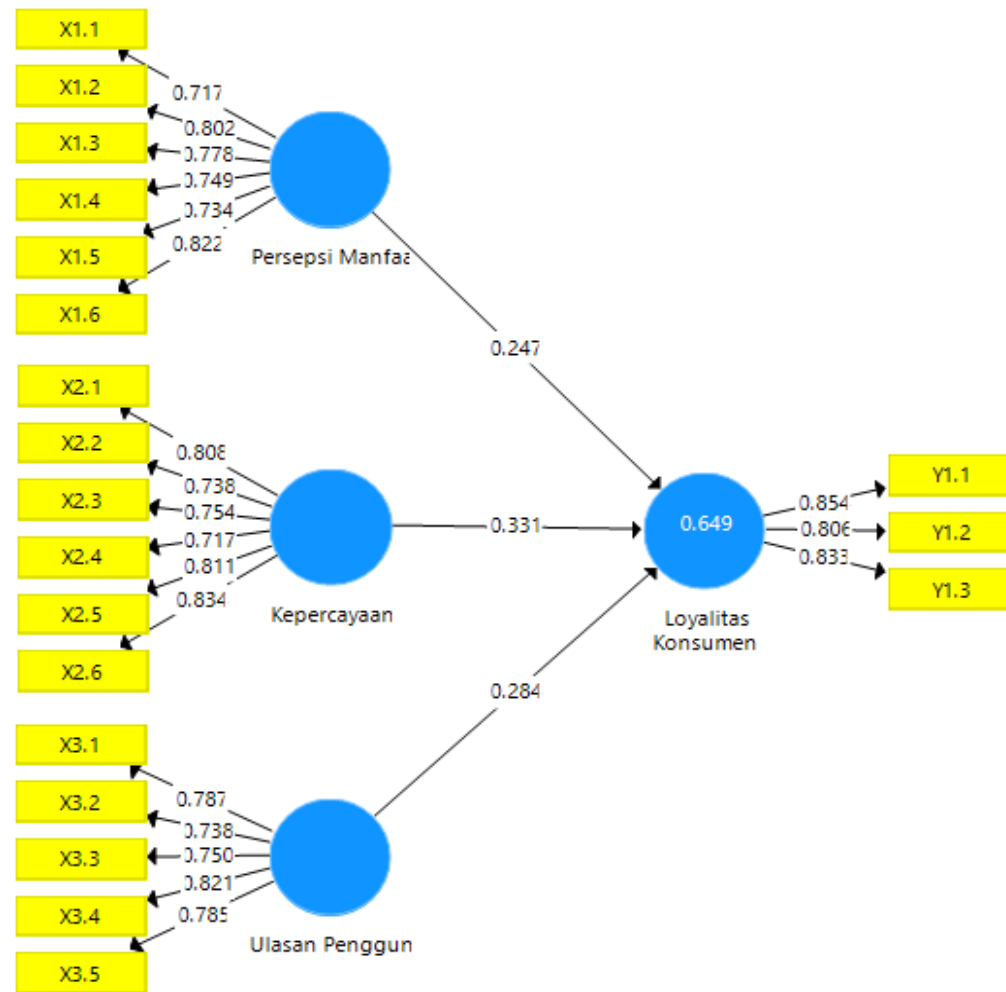 X1.1
X1.2
X1.3
X1.4
X1.5
X1.6
0.717
0.802
0.778
0.749
0.734
0.822
Persepsi Manfaa
0.247
X2.1
X2.2
X2.3
X2.4
X2.5
X2.6
0.808
0.738
0.754
0.717
0.811
0.834
Kepercayaan
0.331
X3.1
X3.2
X3.3
X3.4
X3.5
0.787
0.738
0.750
0.821
0.785
Ulasan Penggun
0.284
0.649
Loyalitas
Konsumen
0.854
0.806
0.833
Y1.1
Y1.2
Y1.3